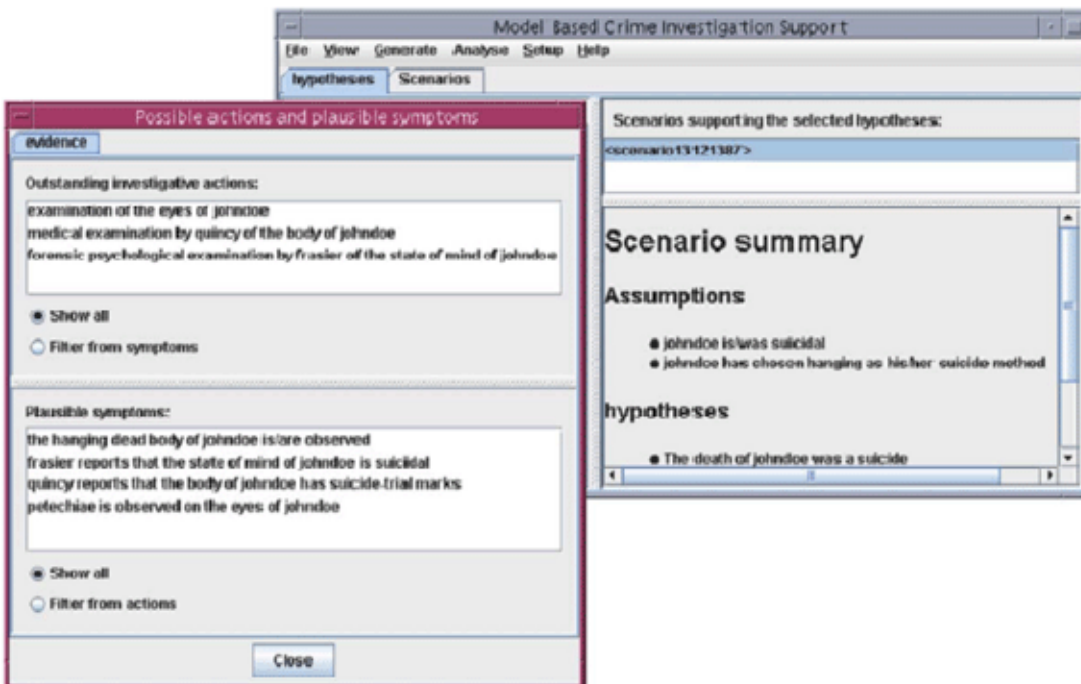 Model Based Crime Investigation Support
File View Generate Analyse Setup Help
hypotheses Scenarios
Scenarios supporting the selected hypotheses:
<scenario13121387>
Scenario summary
Assumptions
johndoe is/was suicidal
johndoe has chosen hanging as his/her suicide method
hypotheses
The death of johndoe was a suicide
Possible actions and plausible symptoms
evidence
Outstanding investigative actions:
examination of the eyes of johndoe
medical examination by quincy of the body of johndoe
forensic psychological examination by frasier of the state of mind of johndoe
Show all
Filter from symptoms
Plausible symptoms:
the hanging dead body of johndoe is/are observed
frasier reports that the state of mind of johndoe is suicidal
quincy reports that the body of johndoe has suicide-trial marks
petechiae is observed on the eyes of johndoe
Show all
Filter from actions
Close